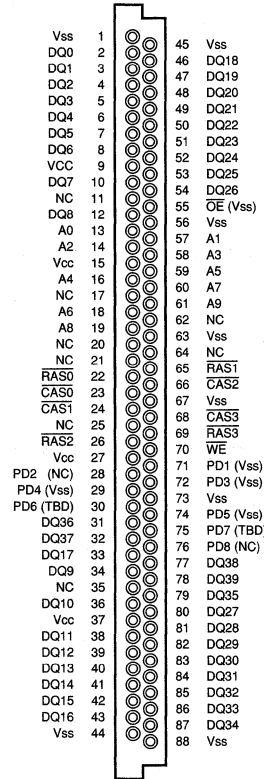 Vss 1
DQ0 2
DQ1 3
DQ2 4
DQ3 5
DQ4 6
DQ5 7
DQ6 8
VCC 9
DQ7 10
NC 11
DQ8 12
A0 13
A2 14
Vcc 15
A4 16
NC 17
A6 18
A8 19
NC 20
NC 21
RAS0 22
CAS0 23
CAS1 24
NC 25
RAS2 26
Vcc 27
PD2 (NC) 28
PD4 (Vss) 29
PD6 (TBD) 30
DQ36 31
DQ37 32
DQ17 33
DQ9 34
NC 35
DQ10 36
Vcc 37
DQ11 38
DQ12 39
DQ13 40
DQ14 41
DQ15 42
DQ16 43
Vss 44
45 Vss
46 DQ18
47 DQ19
48 DQ20
49 DQ21
50 DQ22
51 DQ23
52 DQ24
53 DQ25
54 DQ26
55 OE (Vss)
56 Vss
57 A1
58 A3
59 A5
60 A7
61 A9
62 NC
63 Vss
64 NC
65 RAS1
66 CAS2
67 Vss
68 CAS3
69 RAS3
70 WE
71 PD1 (Vss)
72 PD3 (Vss)
73 Vss
74 PD5 (Vss)
75 PD7 (TBD)
76 PD8 (NC)
77 DQ38
78 DQ39
79 DQ35
80 DQ27
81 DQ28
82 DQ29
83 DQ30
84 DQ31
85 DQ32
86 DQ33
87 DQ34
88 Vss